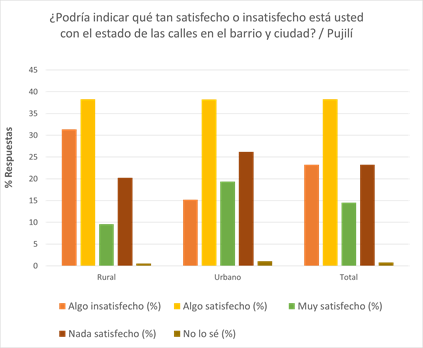 ¿Podría indicar qué tan satisfecho o insatisfecho está usted
con el estado de las calles en el barrio y ciudad? / Pujilí
45
40
35
30
25
20
15
10
5
0
% Respuestas
Rural Urbano Total
Algo insatisfecho (%) Algo satisfecho (%) Muy satisfecho (%)
Nada satisfecho (%) No lo sé (%)